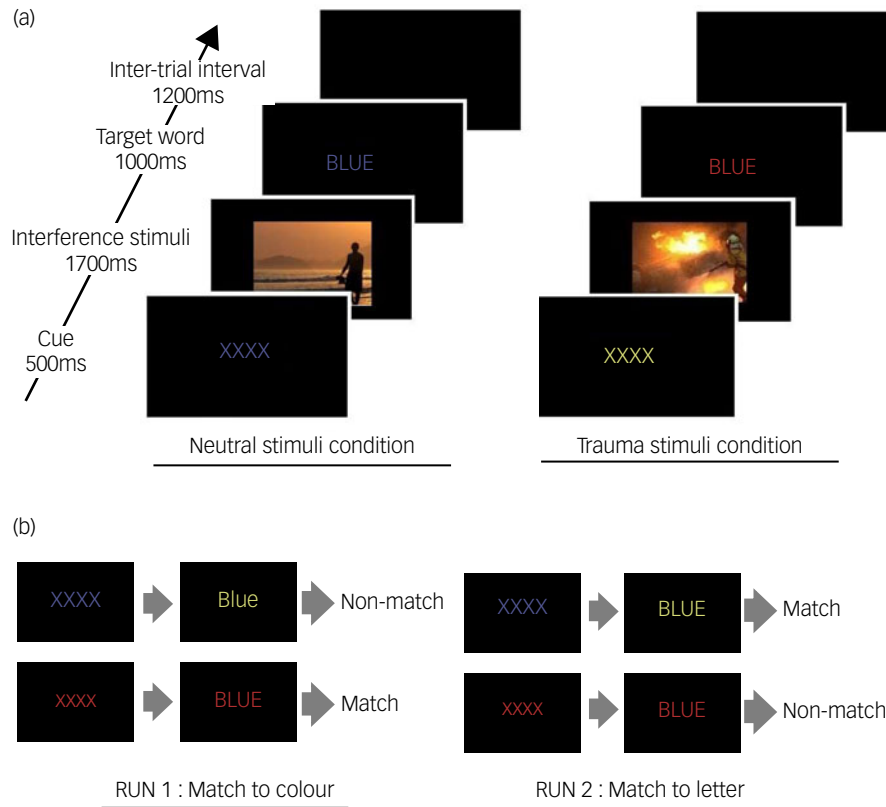 (a)
Inter-trial interval
1200ms
Target word
1000ms
Interference stimuli
1700ms
Cue
500ms
BLUE
XXXX
Neutral stimuli condition
BLUE
XXXX
Trauma stimuli condition
(b)
XXXX
Blue
Non-match
XXXX
BLUE
Match
RUN 1 : Match to colour
XXXX
BLUE
Match
XXXX
BLUE
Non-match
RUN 2 : Match to letter